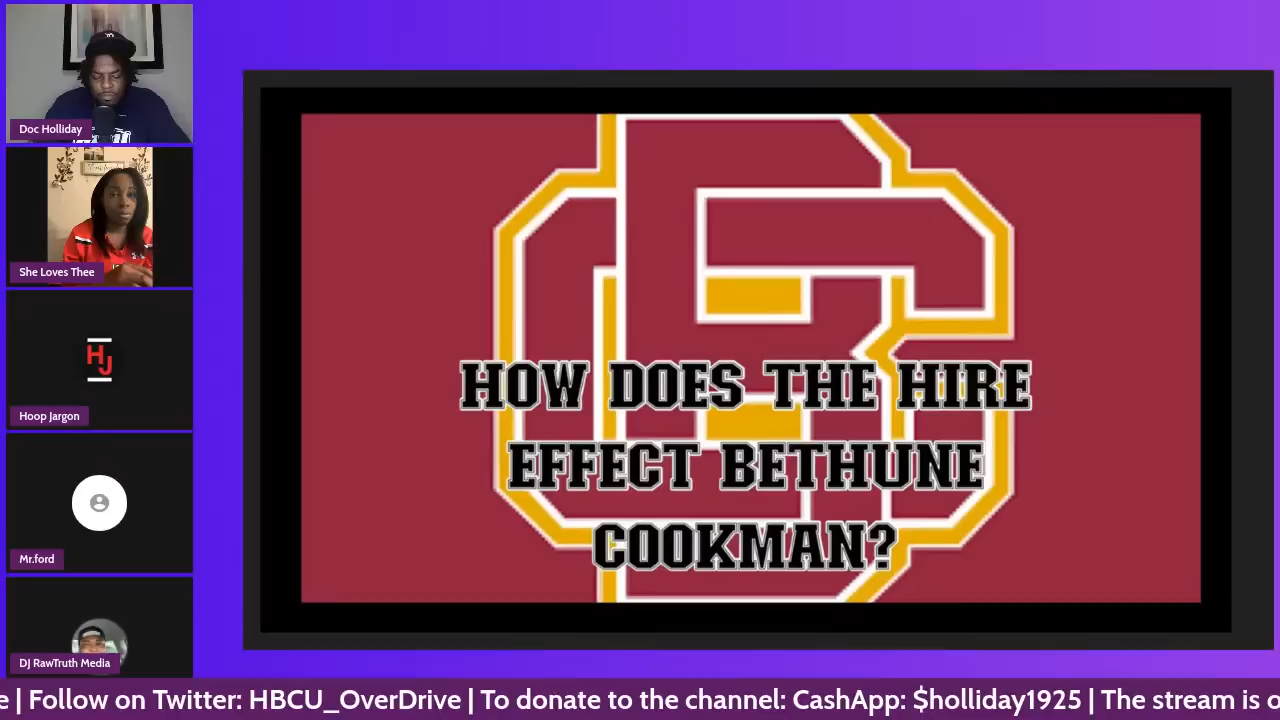 Doc Holliday
She Loves Thee
HJ
Hoop Jargon
Mr.ford
DJ RawTruth Media
HOW DOES THE HIRE
EFFECT BETHUNE
COOKMAN?
e | Follow on Twitter: HBCU_OverDrive | To donate to the channel: CashApp: $holliday1925 | The stream is